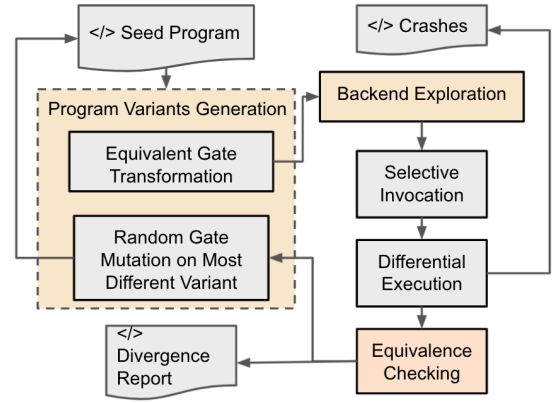 </> Seed Program
</> Crashes
Program Variants Generation
Backend Exploration
Equivalent Gate
Transformation
Selective
Invocation
Random Gate
Mutation on Most
Different Variant
Differential
Execution
</>
Divergence
Report
Equivalence
Checking